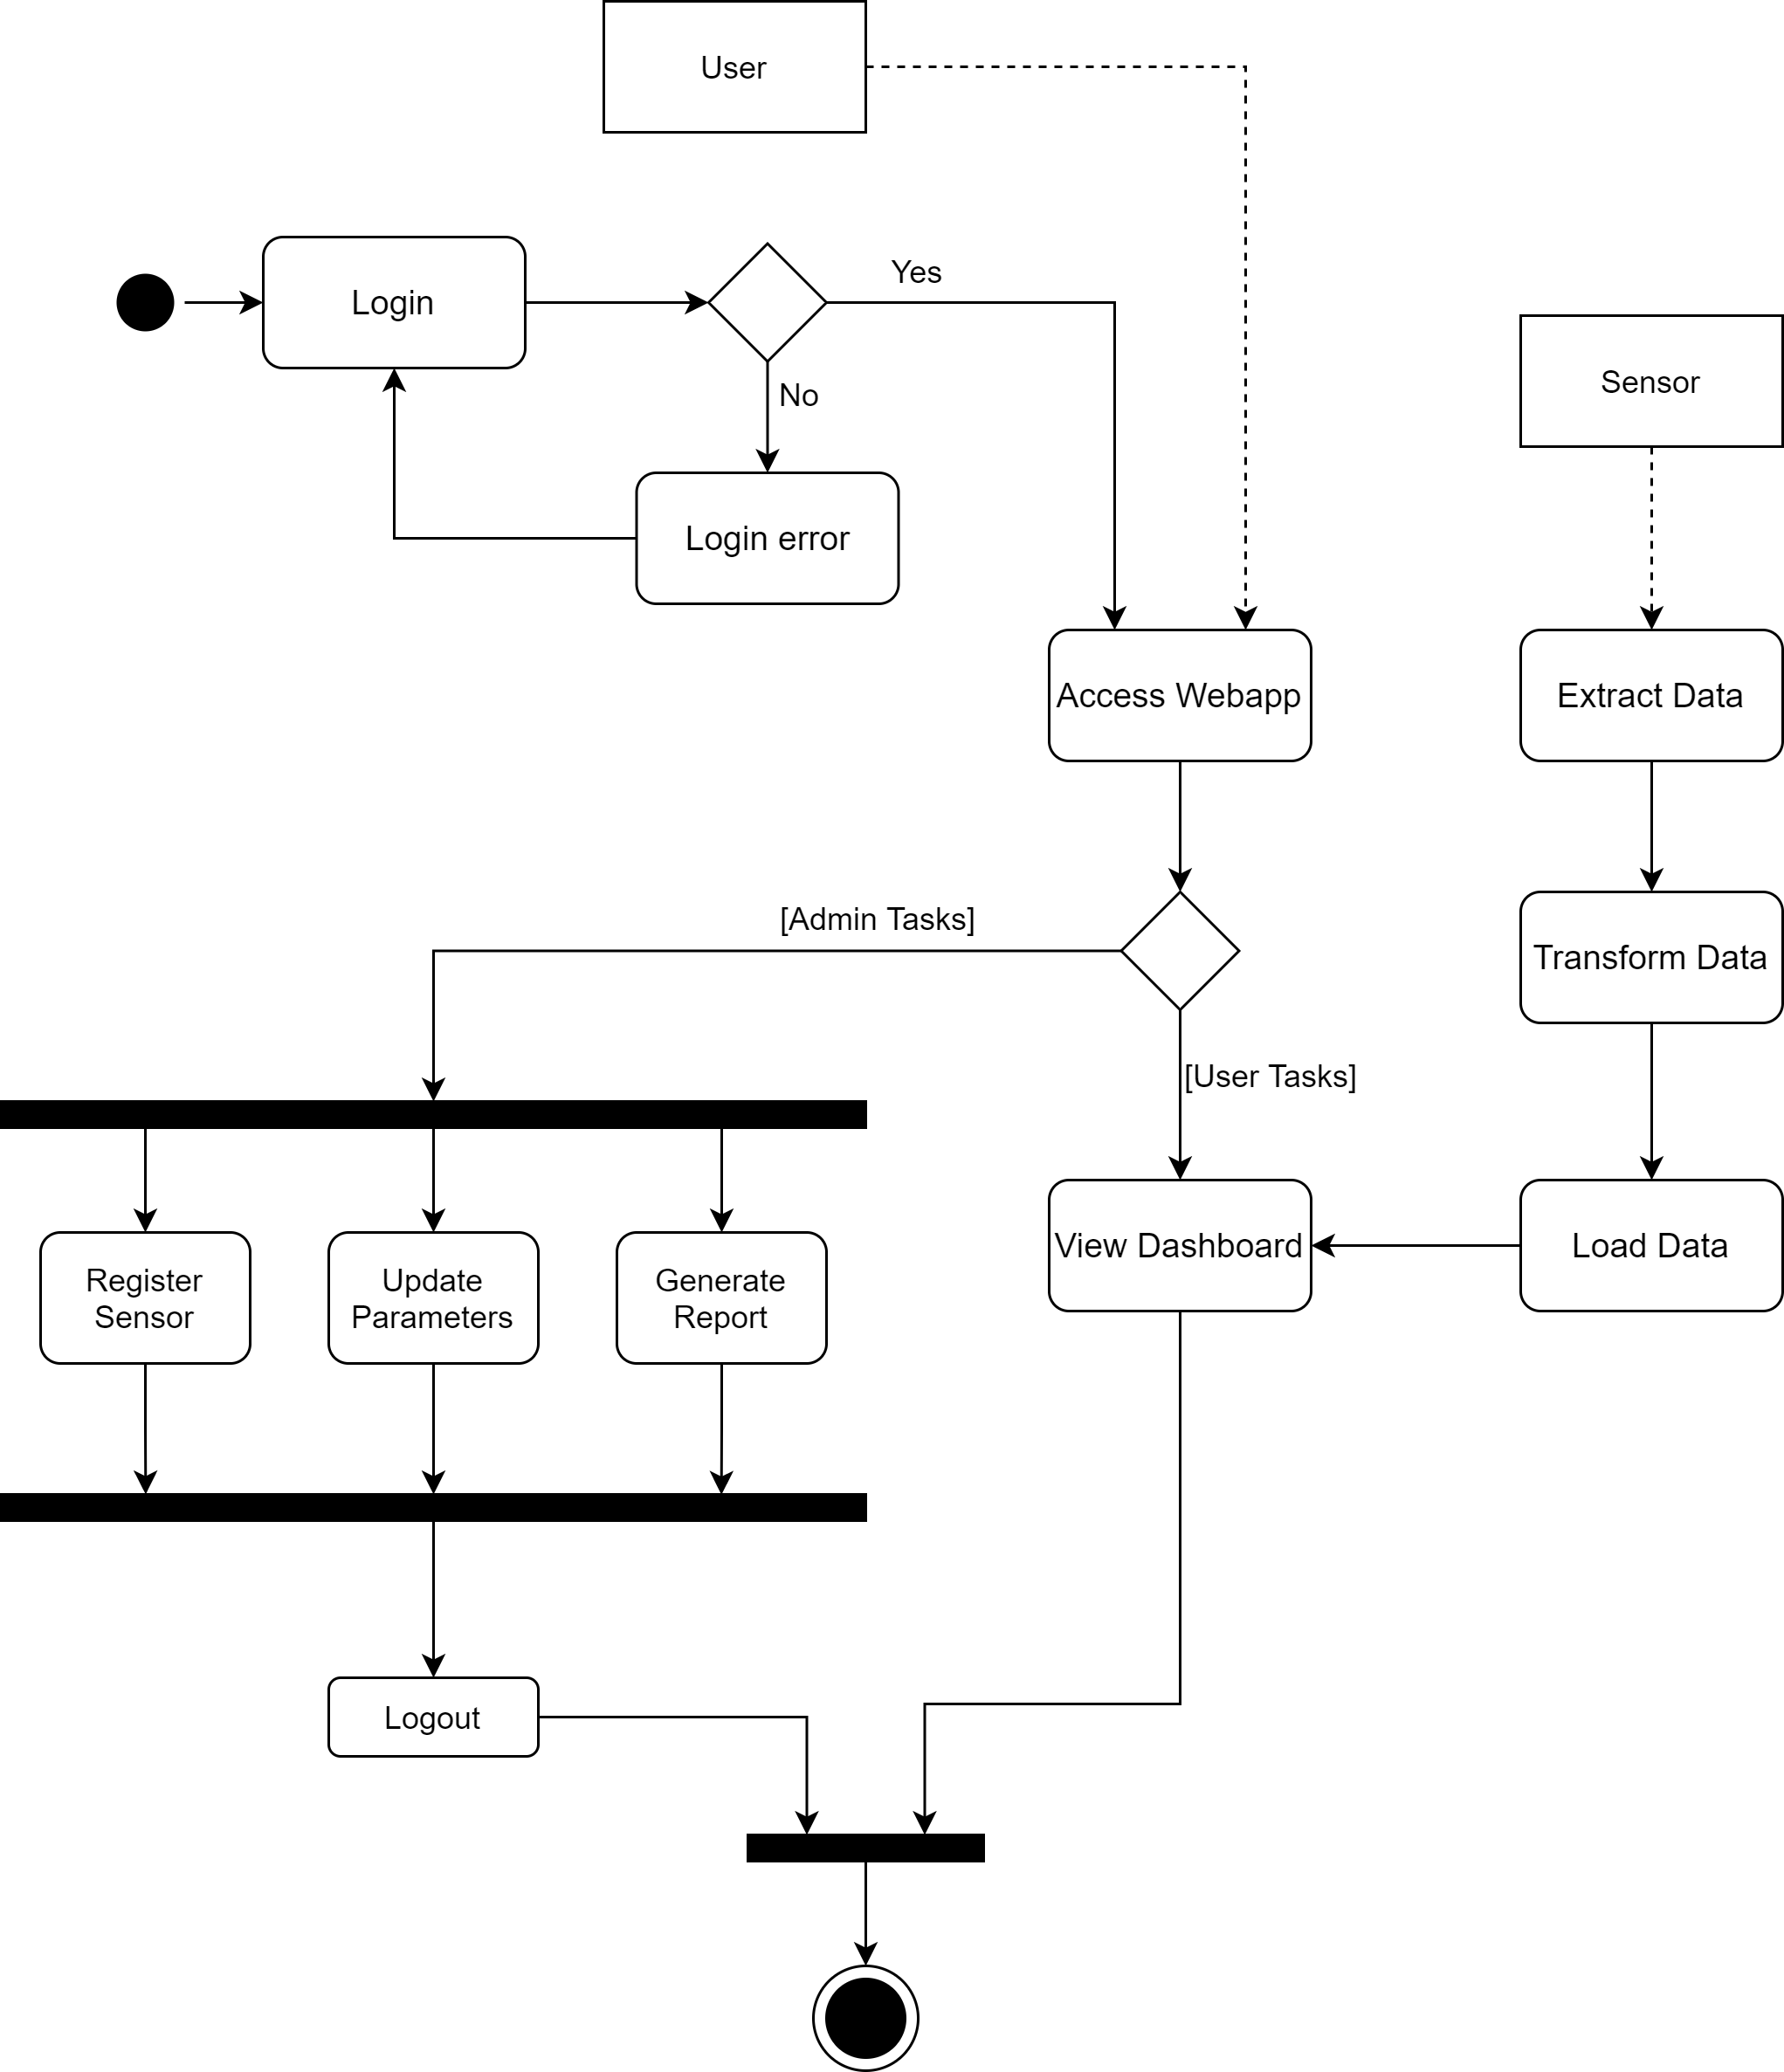 User
Yes
Login
Sensor
No
Login error
Access Webapp
Extract Data
[Admin Tasks]
Transform Data
[User Tasks]
View Dashboard
Load Data
Register
Sensor
Update
Parameters
Generate
Report
Logout